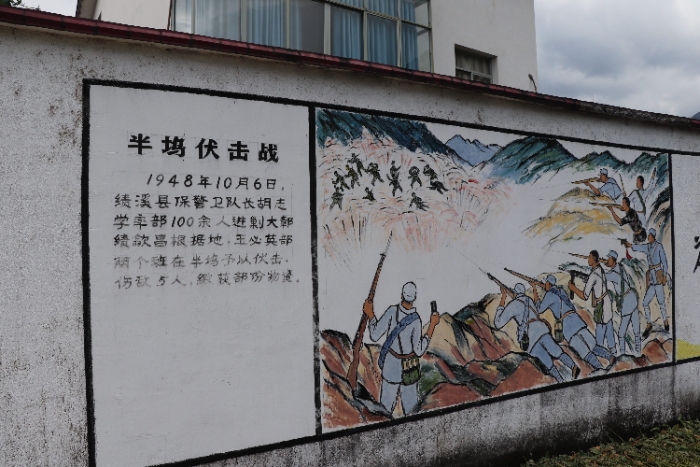 半坞伏击战
1948年10月6日,
绩溪县保警卫队长胡志
学率部100余人进剿大鄣
绩歙昌根据地,王必英部
两个班在半坞予以伏击,
伤敌5人,缴获部份物资。